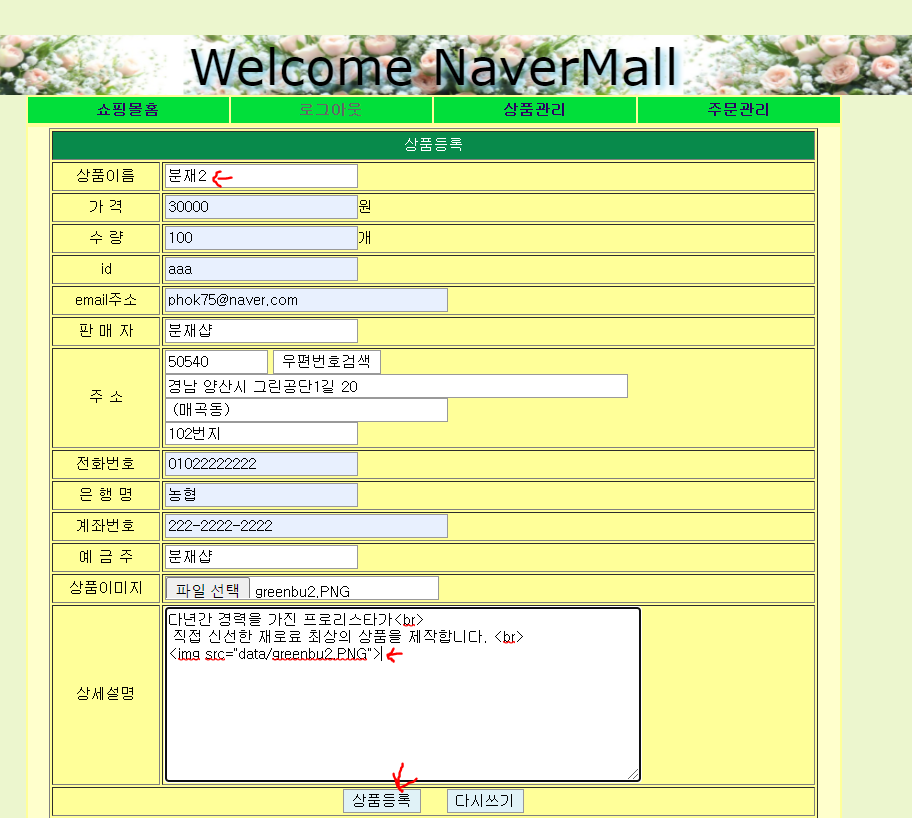 Welcome NaverMall
쇼핑몰홈 로그아웃 상품관리 주문관리
상품등록
상품이름 분재2
가 격 30000 원
수 량 100 개
id aaa
email주소 phok75@naver.com
판 매 자 분재샵
주 소 50540 우편번호검색
경남 양산시 그린공단1길 20
(매곡동)
102번지
전화번호 01022222222
은 행 명 농협
계좌번호 222-2222-2222
예 금 주 분재샵
상품이미지 파일 선택 greenbu2.PNG
상세설명
다년간 경력을 가진 프로리스타가<br>
직접 신선한 재로료 최상의 상품을 제작합니다. <br>
<img src="data/greenbu2.PNG">
상품등록 다시쓰기